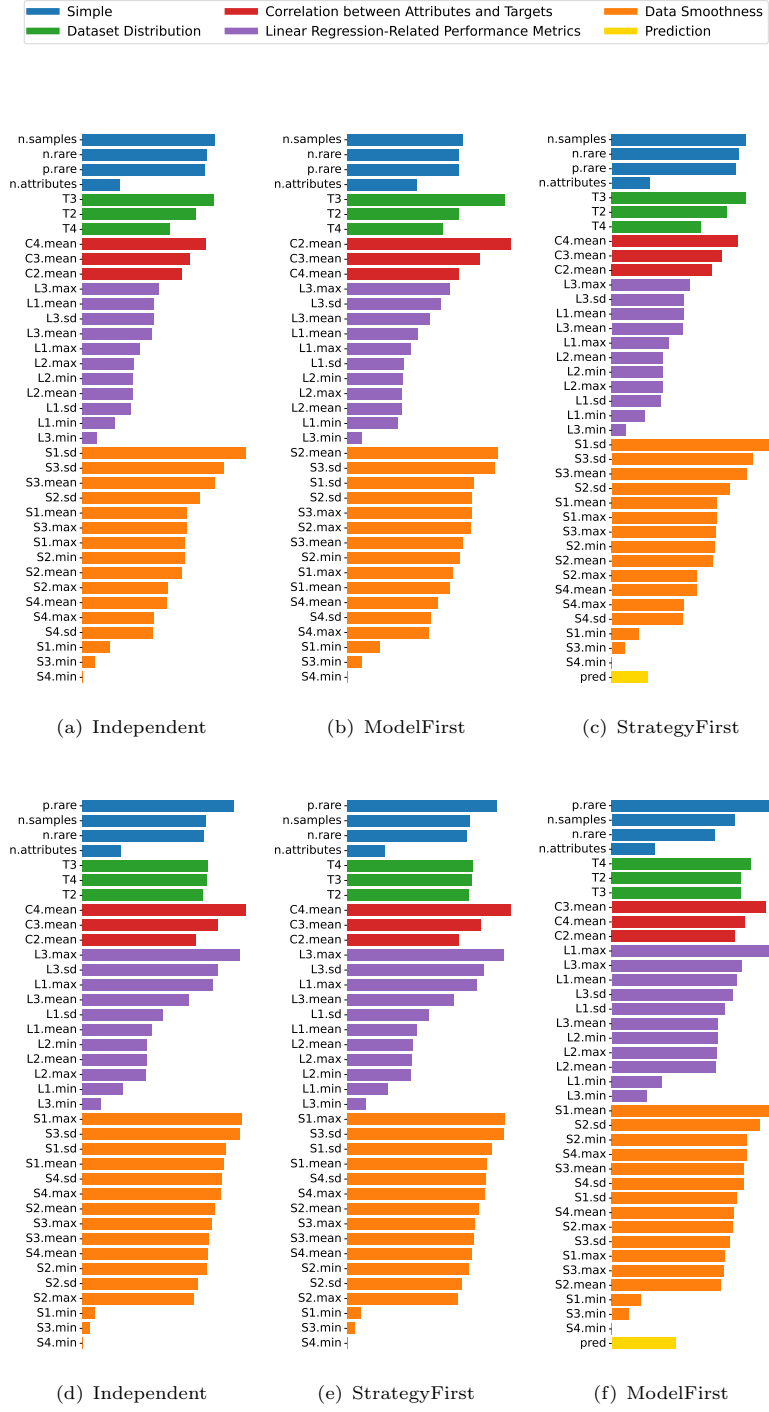 Simple
Correlation between Attributes and Targets
Data Smoothness
Dataset Distribution
Linear Regression-Related Performance Metrics
Prediction
n.samples
n.rare
p.rare
n.attributes
T3
T2
T4
C4.mean
C3.mean
C2.mean
L3.max
L1.mean
L3.sd
L3.mean
L1.max
L2.max
L2.min
L2.mean
L1.sd
L1.min
L3.min
S1.sd
S3.sd
S3.mean
S2.sd
S1.mean
S3.max
S1.max
S2.min
S2.mean
S2.max
S4.mean
S4.max
S4.sd
S1.min
S3.min
S4.min
(a) Independent
n.samples
n.rare
p.rare
n.attributes
T3
T2
T4
C2.mean
C3.mean
C4.mean
L3.max
L3.sd
L3.mean
L1.mean
L1.max
L1.sd
L2.min
L2.max
L2.mean
L1.min
L3.min
S2.mean
S3.sd
S1.sd
S2.sd
S3.max
S2.max
S3.mean
S2.min
S1.max
S1.mean
S4.mean
S4.sd
S4.max
S1.min
S3.min
S4.min
(b) ModelFirst
n.samples
n.rare
p.rare
n.attributes
T3
T2
T4
C4.mean
C3.mean
C2.mean
L3.max
L3.sd
L1.mean
L3.mean
L1.max
L2.mean
L2.min
L2.max
L1.sd
L1.min
L3.min
S1.sd
S3.sd
S3.mean
S2.sd
S1.mean
S1.max
S3.max
S2.min
S2.mean
S2.max
S4.mean
S4.max
S4.sd
S1.min
S3.min
S4.min
pred
(c) StrategyFirst
p.rare
n.samples
n.rare
n.attributes
T3
T4
T2
C4.mean
C3.mean
C2.mean
L3.max
L3.sd
L1.max
L3.mean
L1.sd
L1.mean
L2.min
L2.mean
L2.max
L1.min
L3.min
S1.max
S3.sd
S1.sd
S1.mean
S4.sd
S4.max
S2.mean
S3.max
S3.mean
S4.mean
S2.min
S2.sd
S2.max
S1.min
S3.min
S4.min
(d) Independent
p.rare
n.samples
n.rare
n.attributes
T4
T3
T2
C4.mean
C3.mean
C2.mean
L3.max
L3.sd
L1.max
L3.mean
L1.sd
L1.mean
L2.mean
L2.max
L2.min
L1.min
L3.min
S1.max
S3.sd
S1.sd
S1.mean
S4.sd
S4.max
S2.mean
S3.max
S3.mean
S4.mean
S2.min
S2.sd
S2.max
S1.min
S3.min
S4.min
(e) StrategyFirst
p.rare
n.samples
n.rare
n.attributes
T4
T2
T3
C3.mean
C4.mean
C2.mean
L1.max
L3.max
L1.mean
L3.sd
L1.sd
L3.mean
L2.min
L2.max
L2.mean
L1.min
L3.min
S1.mean
S2.sd
S2.min
S4.max
S3.mean
S4.sd
S1.sd
S4.mean
S2.max
S3.sd
S1.max
S3.max
S2.mean
S1.min
S3.min
S4.min
pred
(f) ModelFirst